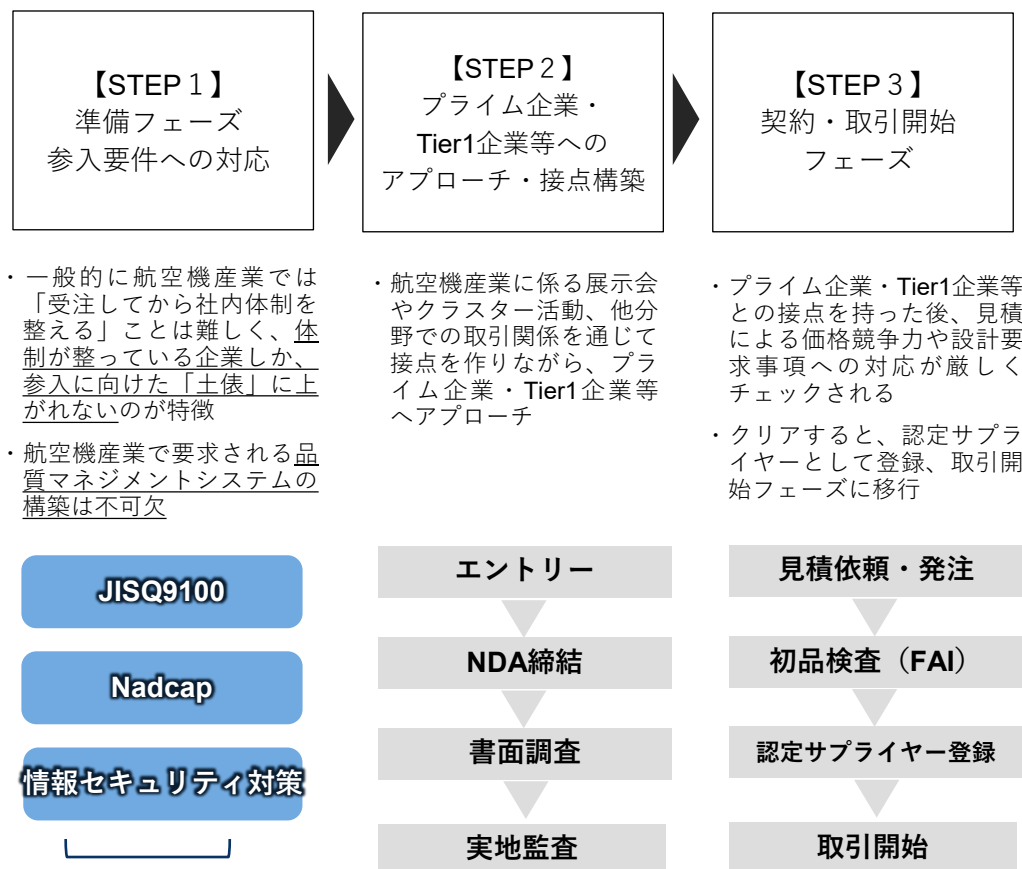 【STEP１】
準備フェーズ
参入要件への対応
【STEP２】
プライム企業・
Tier1企業等への
アプローチ・接点構築
【STEP３】
契約・取引開始
フェーズ
・一般的に航空機産業では
「受注してから社内体制を
整える」ことは難しく、体
制が整っている企業しか、
参入に向けた「土俵」に上
がれないのが特徴
・航空機産業で要求される品
質マネジメントシステムの
構築は不可欠
JISQ9100
Nadcap
情報セキュリティ対策
・航空機産業に係る展示会
やクラスター活動、他分
野での取引関係を通じて
接点を作りながら、プラ
イム企業・Tier1企業等
へアプローチ
エントリー
NDA締結
書面調査
実地監査
・プライム企業・Tier1企業等
との接点を持った後、見積
による価格競争力や設計要
求事項への対応が厳しく
チェックされる
・クリアすると、認定サプラ
イヤーとして登録、取引開
始フェーズに移行
見積依頼・発注
初品検査（FAI）
認定サプライヤー登録
取引開始